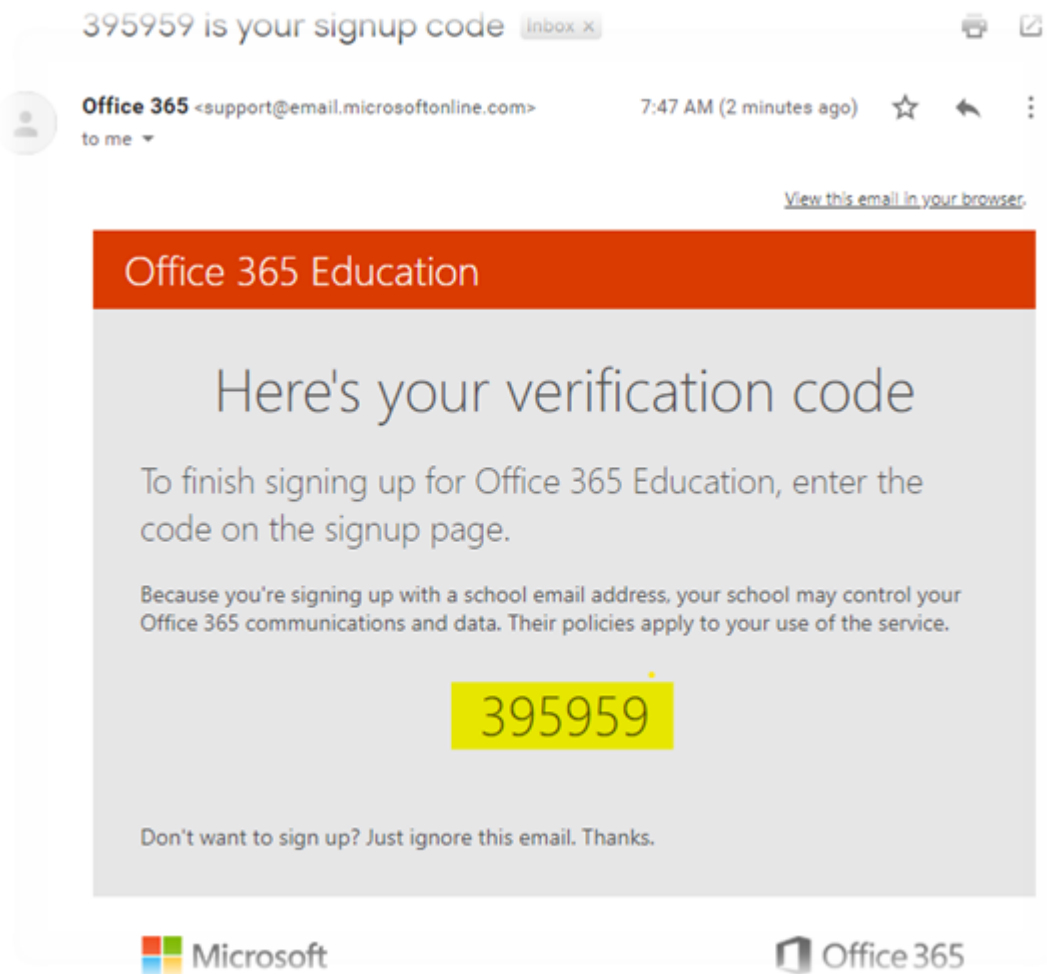 395959 is your signup code Inbox x
Office 365 <support@email.microsoftonline.com> 7:47 AM (2 minutes ago)
to me
View this email in your browser.
Office 365 Education
Here's your verification code
To finish signing up for Office 365 Education, enter the
code on the signup page.
Because you're signing up with a school email address, your school may control your
Office 365 communications and data. Their policies apply to your use of the service.
395959
Don't want to sign up? Just ignore this email. Thanks.
Microsoft Office 365